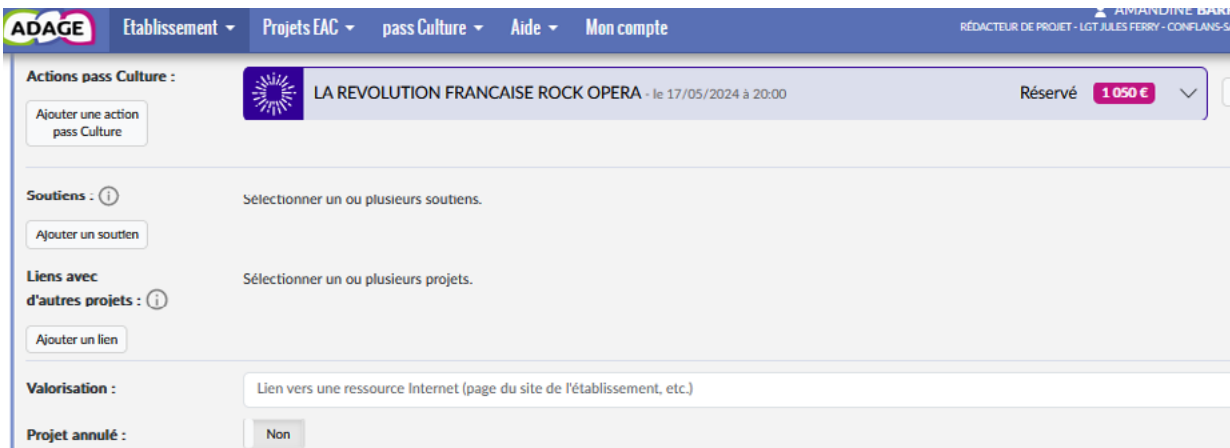 ADAGE Etablissement Projets EAC pass Culture Aide Mon compte
AMANDINE
RÉDACTEUR DE PROJET - LGT JULES FERRY - CONFLANS-
Actions pass Culture :
LA REVOLUTION FRANCAISE ROCK OPERA - le 17/05/2024 à 20:00 Réservé 1 050 €
Ajouter une action
pass Culture
Soutiens : Sélectionner un ou plusieurs soutiens.
Ajouter un soutien
Liens avec
d'autres projets : Sélectionner un ou plusieurs projets.
Ajouter un lien
Valorisation : Lien vers une ressource Internet (page du site de l'établissement, etc.)
Projet annulé : Non